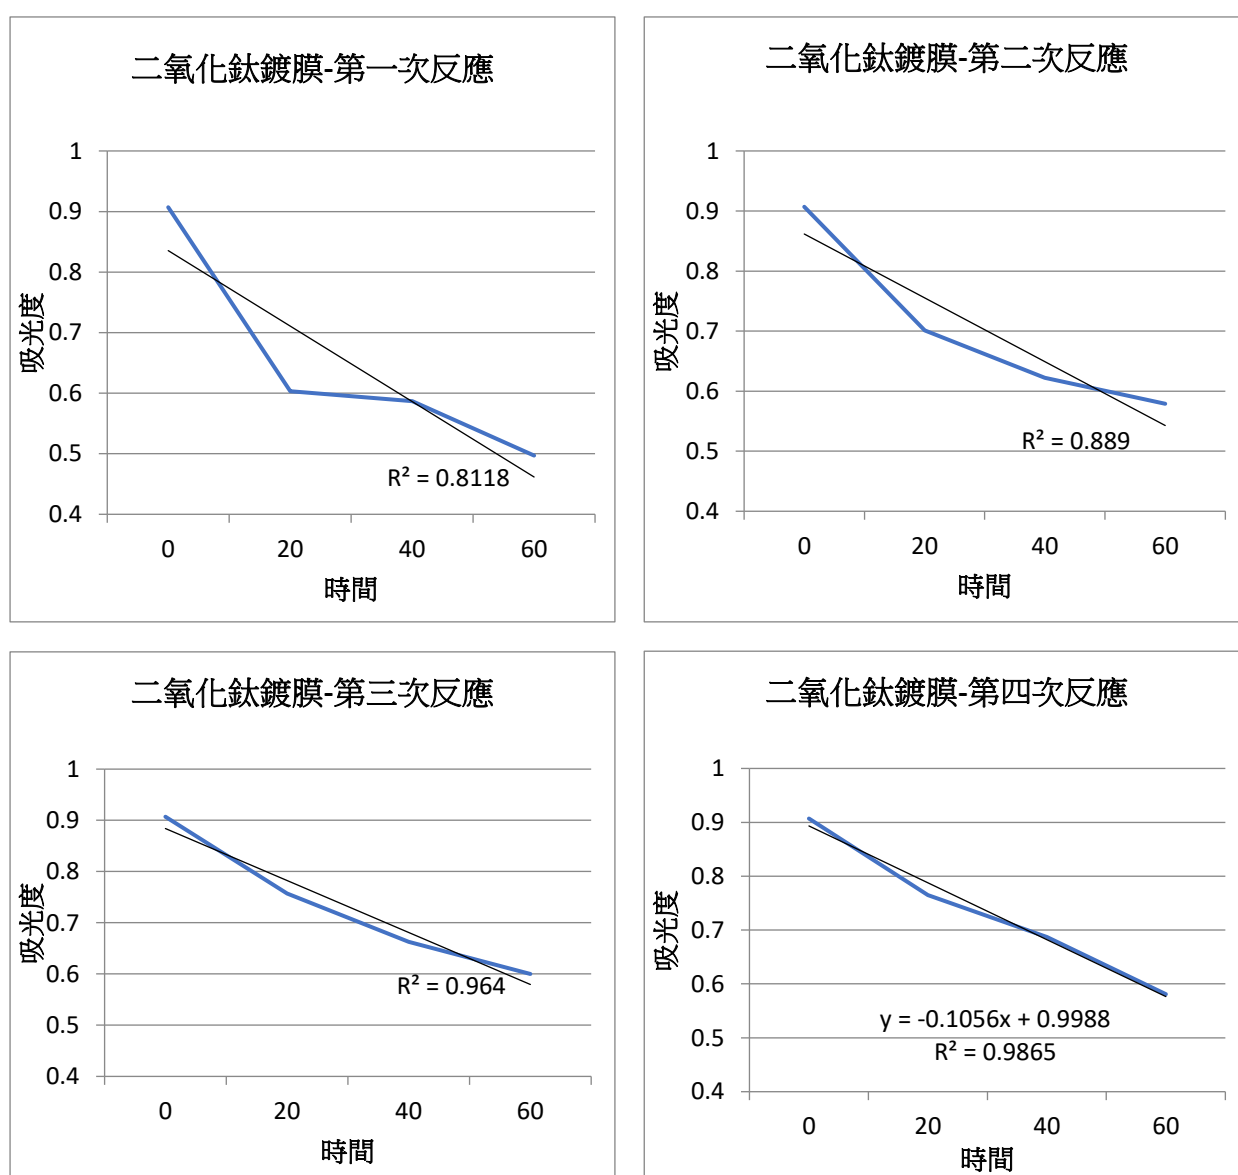 二氧化鈦鍍膜-第一次反應
1
0.9
0.8
0.7
0.6
0.5
0.4
吸光度
R² = 0.8118
0 20 40 60
時間
二氧化鈦鍍膜-第二次反應
1
0.9
0.8
0.7
0.6
0.5
0.4
吸光度
R² = 0.889
0 20 40 60
時間
二氧化鈦鍍膜-第三次反應
1
0.9
0.8
0.7
0.6
0.5
0.4
吸光度
R² = 0.964
0 20 40 60
時間
二氧化鈦鍍膜-第四次反應
1
0.9
0.8
0.7
0.6
0.5
0.4
吸光度
y = -0.1056x + 0.9988
R² = 0.9865
0 20 40 60
時間